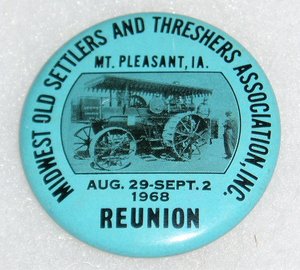 MIDWEST OLD SETTLERS AND THRESHERS ASSOCIATION, INC.
MT. PLEASANT, IA.
AUG. 29-SEPT. 2
1968
REUNION